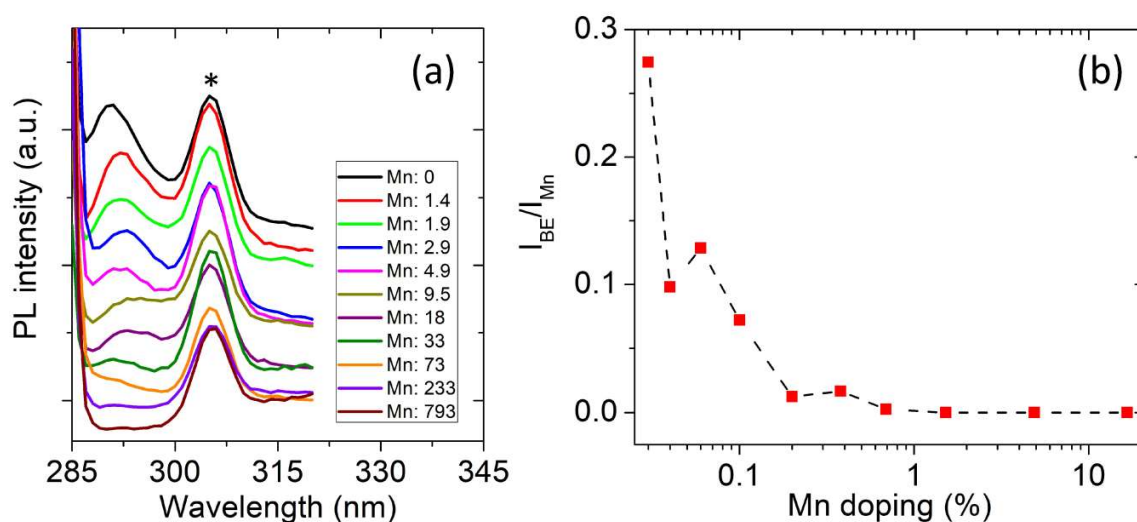 (a)
*
PL intensity (a.u.)
Mn: 0
Mn: 1.4
Mn: 1.9
Mn: 2.9
Mn: 4.9
Mn: 9.5
Mn: 18
Mn: 33
Mn: 73
Mn: 233
Mn: 793
285 300 315 330 345
Wavelength (nm)
(b)
I_BE/I_Mn
0.3
0.2
0.1
0.0
0.1 1 10
Mn doping (%)